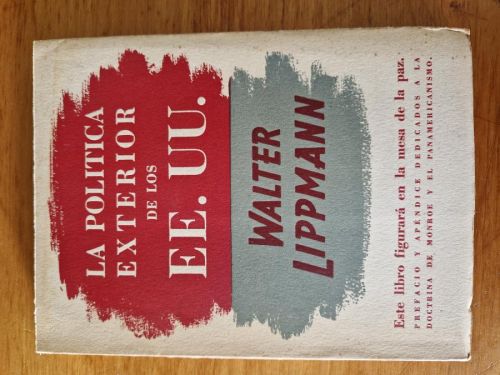 LA POLITICA
EXTERIOR
DE LOS
EE. UU.
WALTER
LIPPMANN
Este libro figurará en la mesa de la paz.
PREFACIO Y APÉNDICE DEDICADOS A LA
DOCTRINA DE MONROE Y EL PANAMERICANISMO.